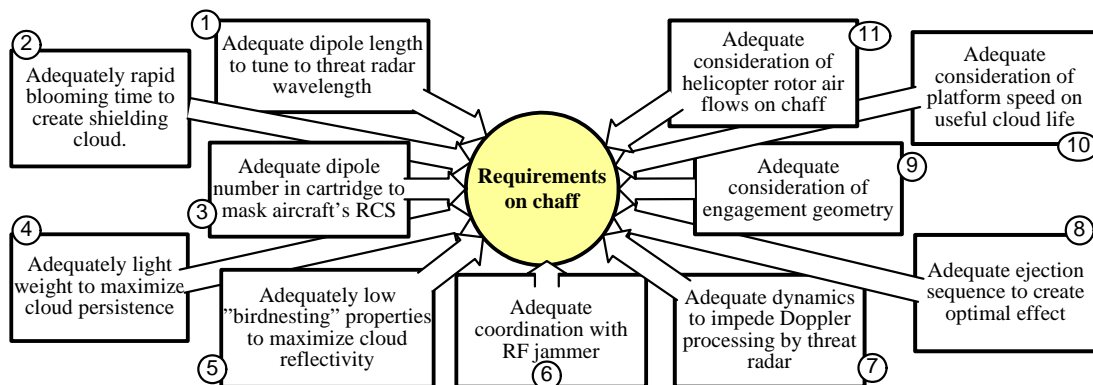 1
Adequate dipole length
to tune to threat radar
wavelength
2
Adequately rapid
blooming time to
create shielding
cloud.
3
Adequate dipole
number in cartridge to
mask aircraft's RCS
4
Adequately light
weight to maximize
cloud persistence
5
Adequately low
”birdnesting” properties
to maximize cloud
reflectivity
Requirements
on chaff
6
Adequate
coordination with
RF jammer
7
Adequate dynamics
to impede Doppler
processing by threat
radar
8
Adequate ejection
sequence to create
optimal effect
9
Adequate
consideration of
engagement geometry
10
Adequate
consideration of
platform speed on
useful cloud life
11
Adequate
consideration of
helicopter rotor air
flows on chaff